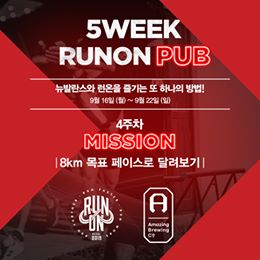 5WEEK
RUNON PUB
뉴발란스와 런온을 즐기는 또 하나의 방법!
9월 16일 (월) ~ 9월 22일 (일)
4주차
MISSION
| 8km 목표 페이스로 달려보기 |
RUN
ON
2019
A
Amazing
Brewing
Co